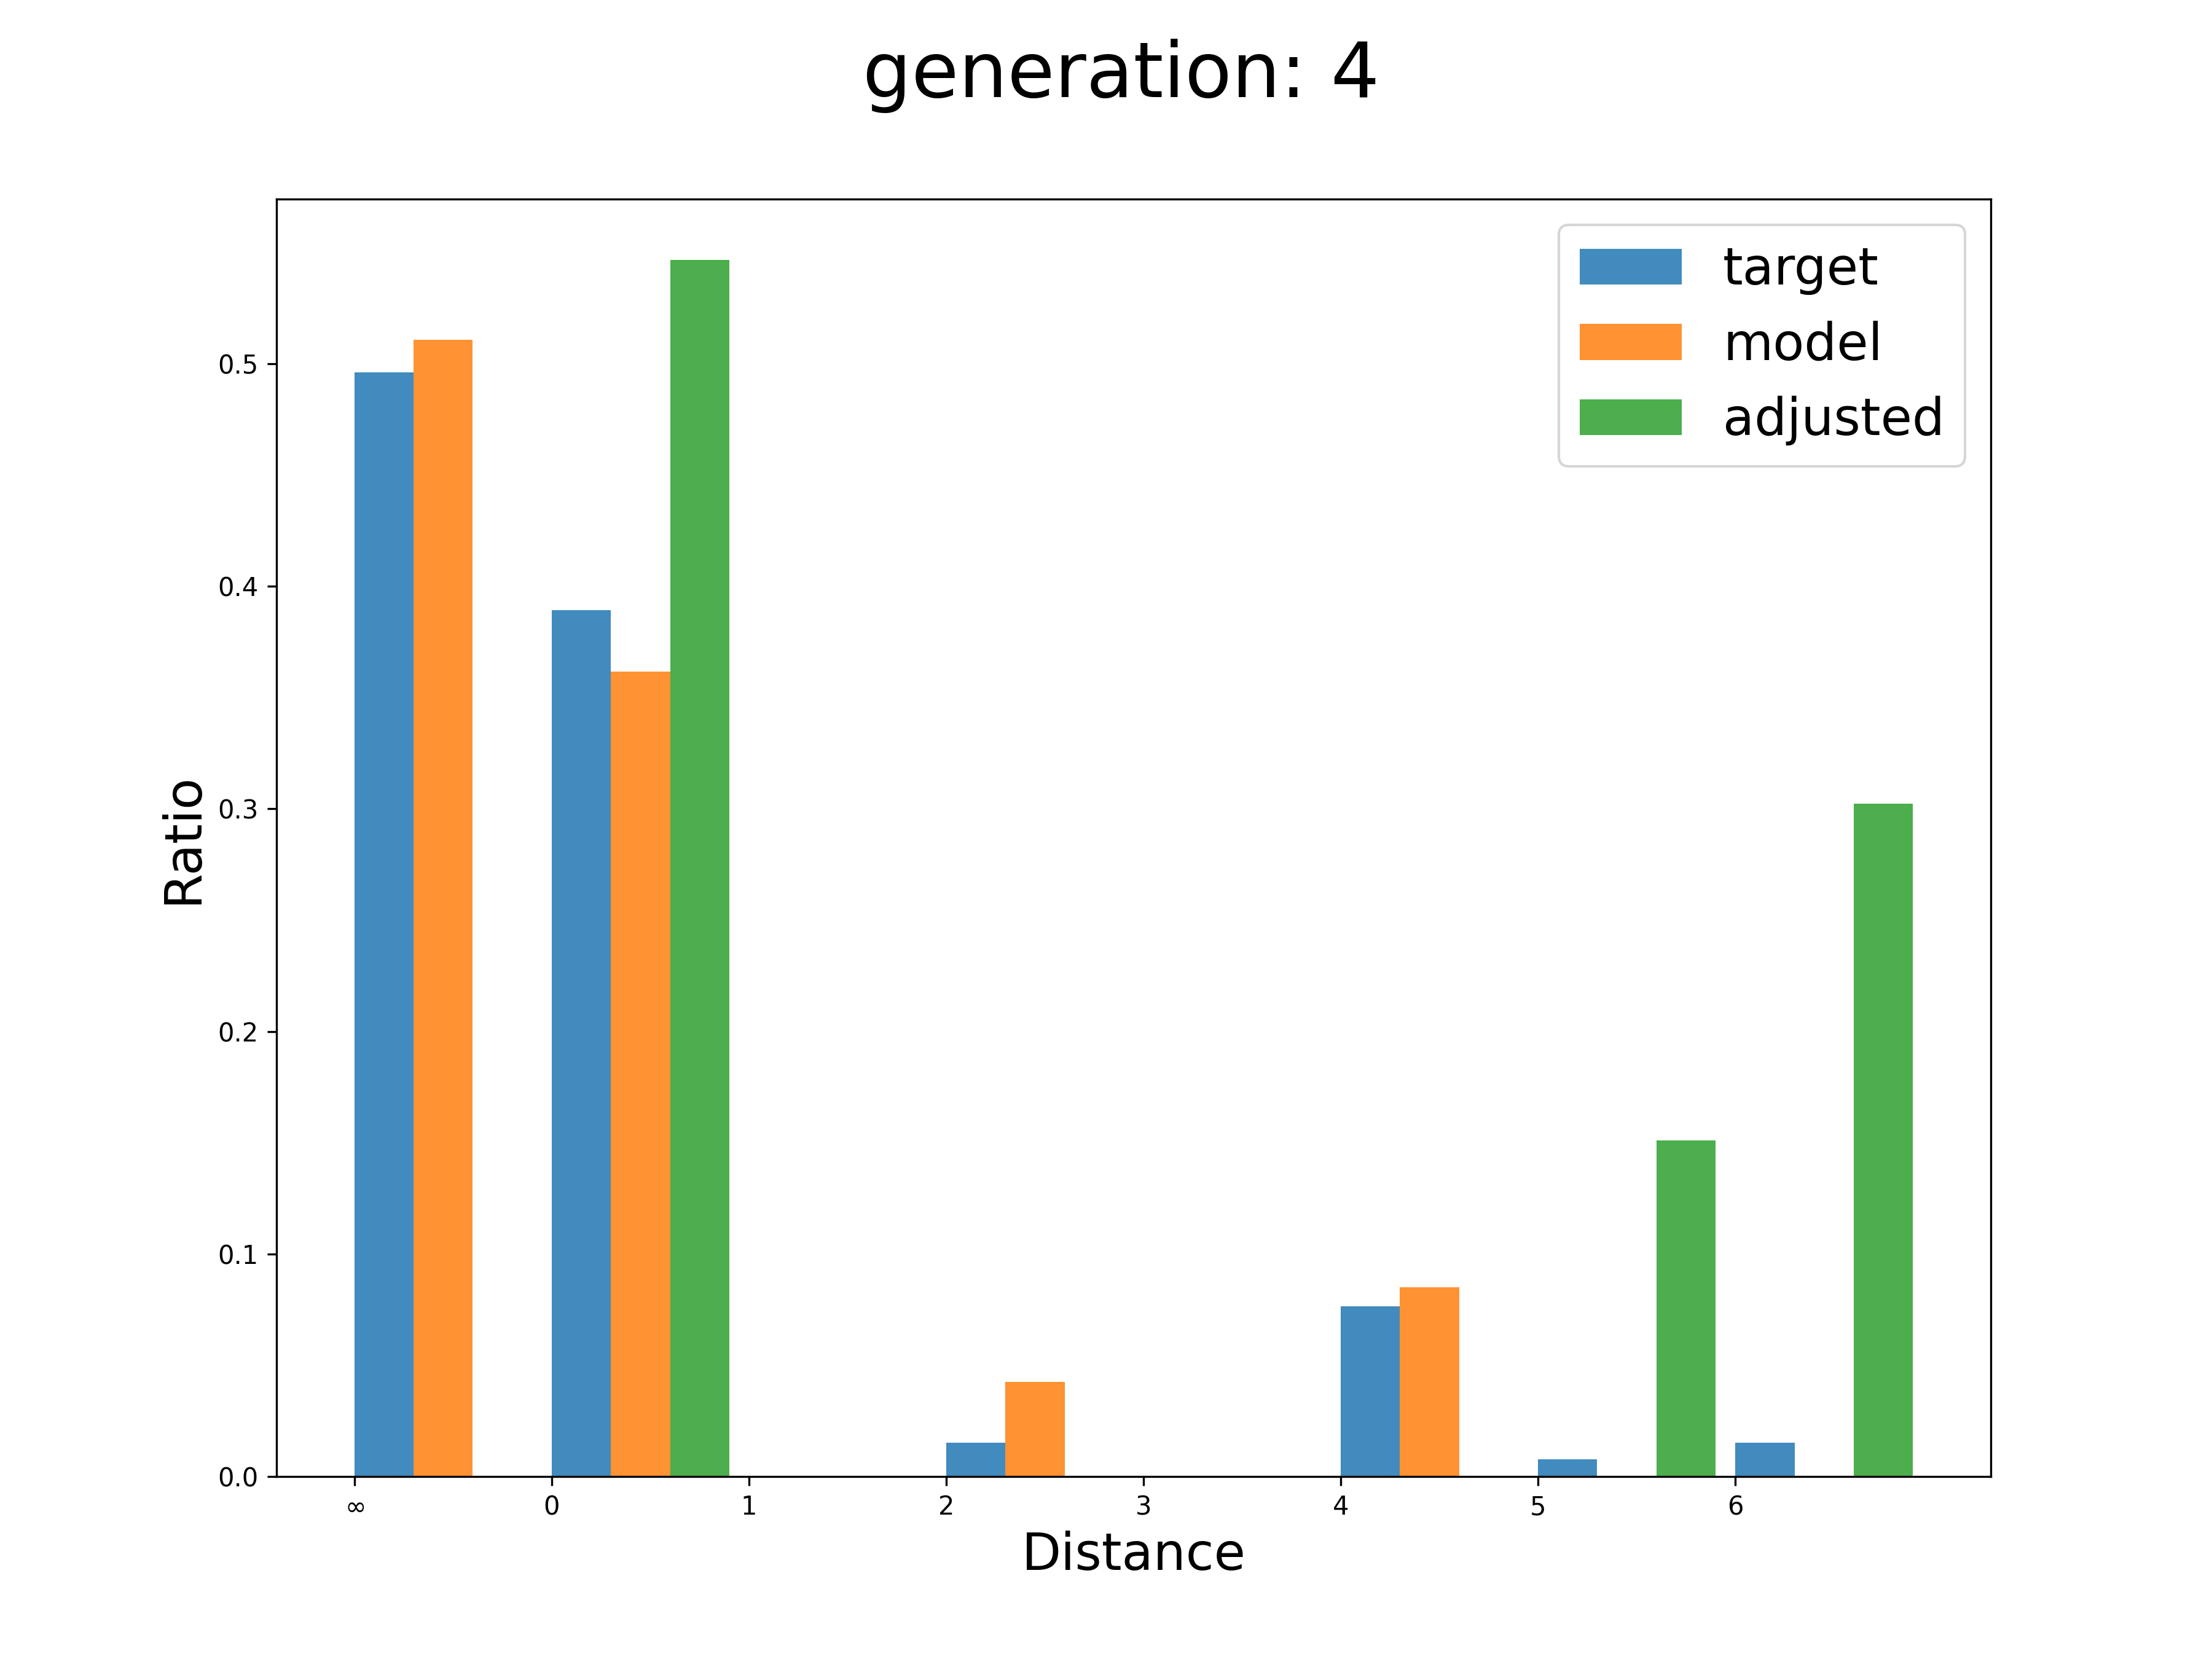 generation: 4
target
model
adjusted
Ratio
0.5
0.4
0.3
0.2
0.1
0.0
∞ 0 1 2 3 4 5 6
Distance